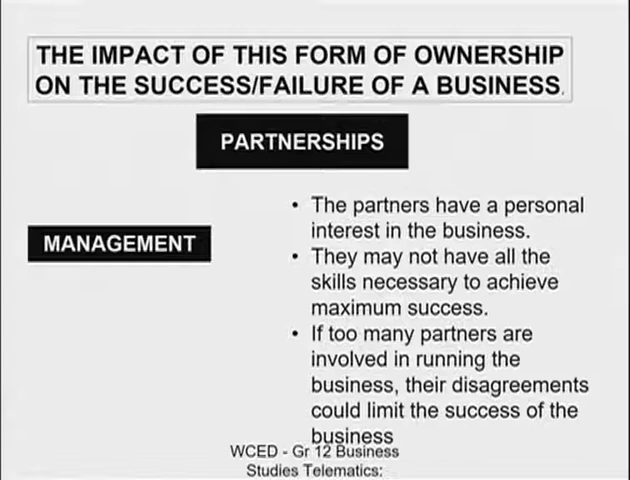 THE IMPACT OF THIS FORM OF OWNERSHIP
ON THE SUCCESS/FAILURE OF A BUSINESS.
PARTNERSHIPS
MANAGEMENT
• The partners have a personal
interest in the business.
• They may not have all the
skills necessary to achieve
maximum success.
• If too many partners are
involved in running the
business, their disagreements
could limit the success of the
business
WCED - Gr 12 Business
Studies Telematics: